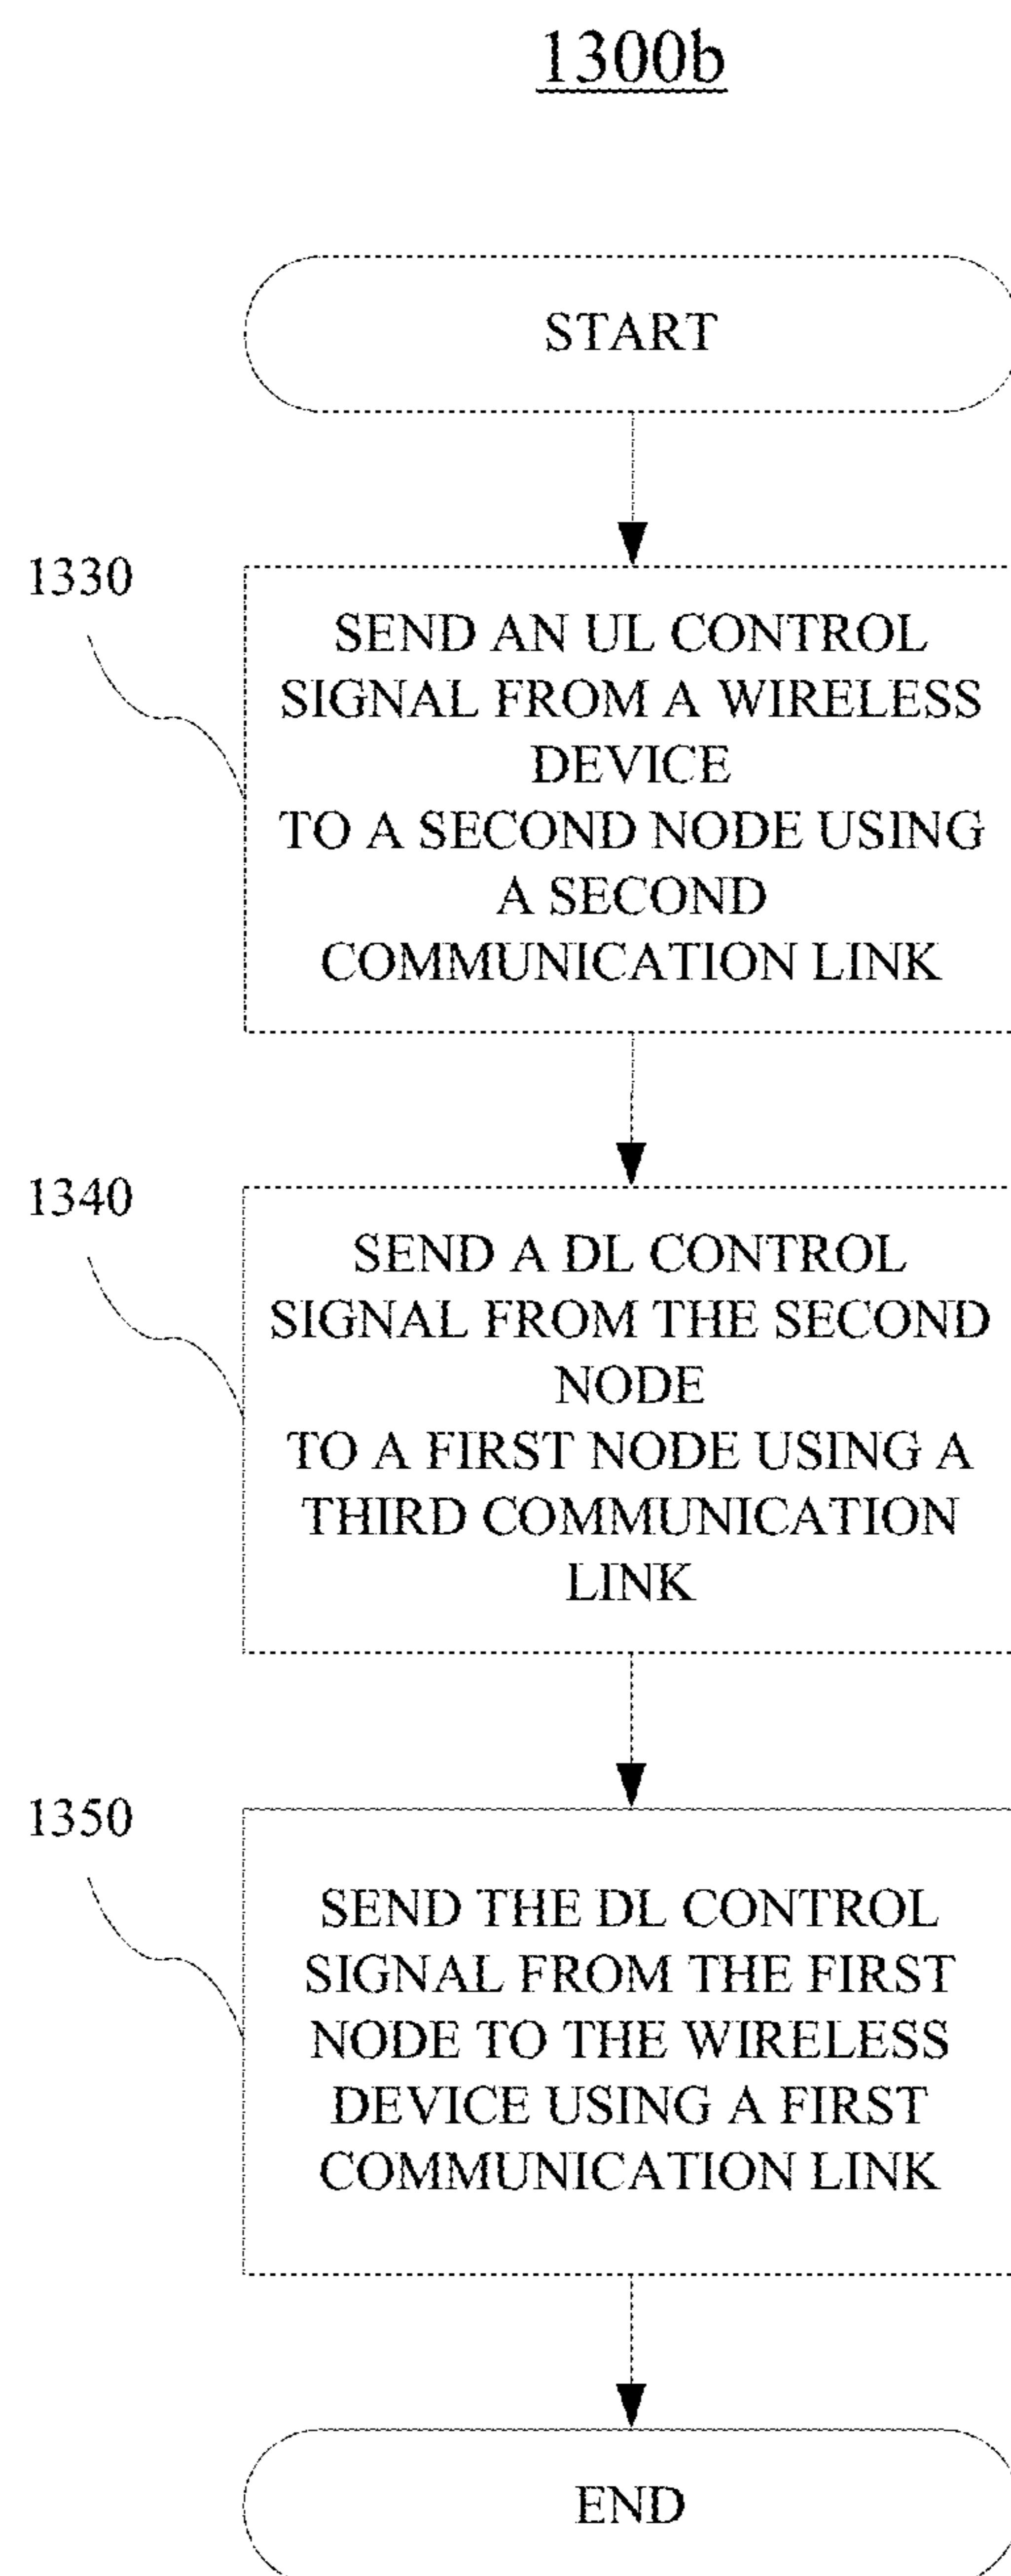 1300b
START
1330
SEND AN UL CONTROL
SIGNAL FROM A WIRELESS
DEVICE
TO A SECOND NODE USING
A SECOND
COMMUNICATION LINK
1340
SEND A DL CONTROL
SIGNAL FROM THE SECOND
NODE
TO A FIRST NODE USING A
THIRD COMMUNICATION
LINK
1350
SEND THE DL CONTROL
SIGNAL FROM THE FIRST
NODE TO THE WIRELESS
DEVICE USING A FIRST
COMMUNICATION LINK
END